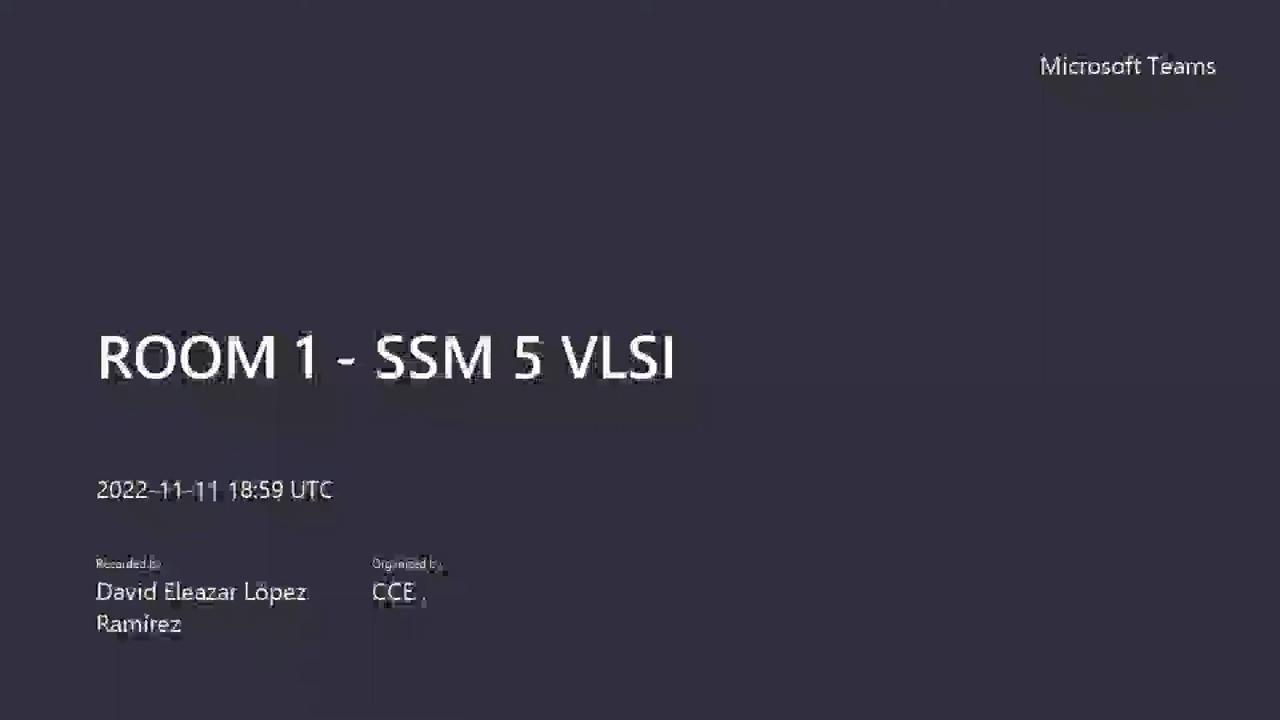 Microsoft Teams
ROOM 1 - SSM 5 VLSI
2022-11-11 18:59 UTC
Recorded by
Organized by
David Eleazar López
CCE .
Ramírez